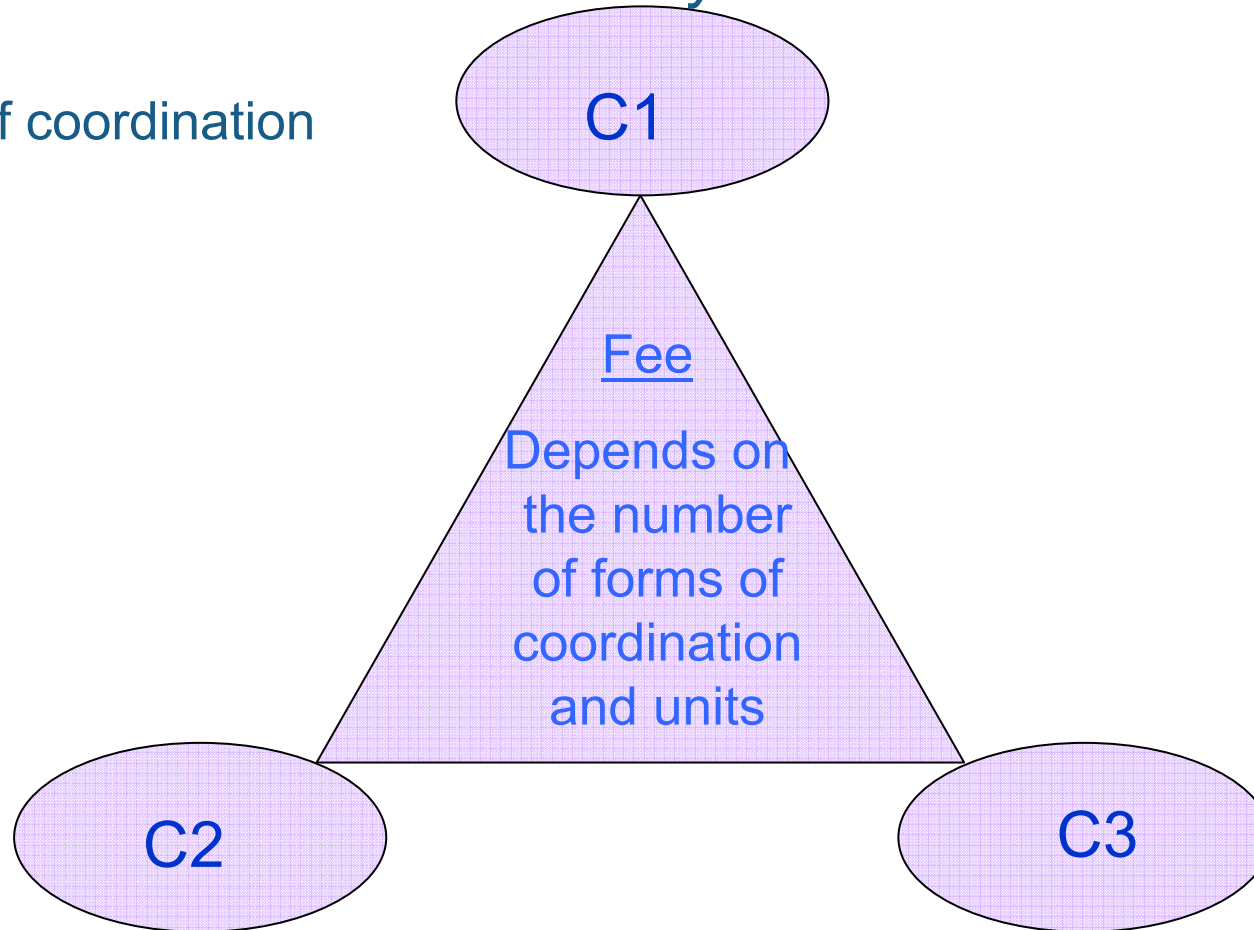 f coordination
C1
Fee
Depends on
the number
of forms of
coordination
and units
C2
C3